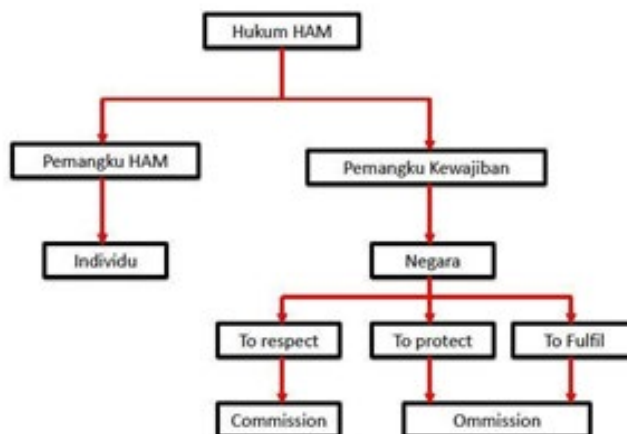 Hukum HAM
Pemangku HAM
Pemangku Kewajiban
Individu
Negara
To respect
To protect
To Fulfil
Commission
Ommission